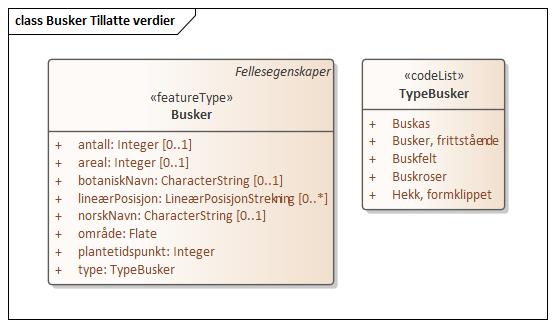 class Busker Tillatte verdier
Fellesegenskaper
«featureType»
Busker
+ antall: Integer [0..1]
+ areal: Integer [0..1]
+ botaniskNavn: CharacterString [0..1]
+ lineærPosisjon: LineærPosisjonStrekning [0..*]
+ norskNavn: CharacterString [0..1]
+ område: Flate
+ plantetidspunkt: Integer
+ type: TypeBusker
«codeList»
TypeBusker
+ Buskas
+ Busker, frittstående
+ Buskfelt
+ Buskroser
+ Hekk, formklippet